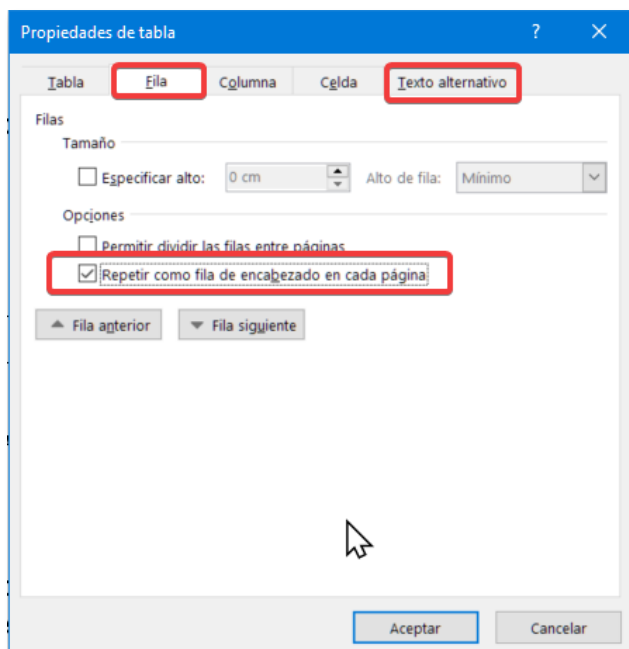 Propiedades de tabla ? ×
Tabla Fila Columna Celda Texto alternativo
Filas
Tamaño
Especificar alto: 0 cm Alto de fila: Mínimo
Opciones
Permitir dividir las filas entre páginas
Repetir como fila de encabezado en cada página
Fila anterior Fila siguiente
Aceptar Cancelar